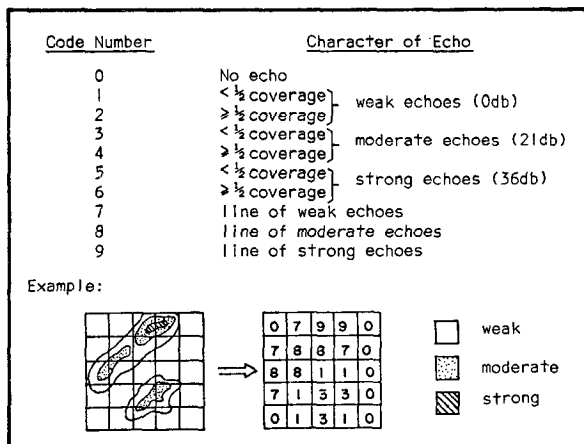 Code Number Character of Echo
0 No echo
1 < ½ coverage
weak echoes (0db)
2 ⩾ ½ coverage
3 < ½ coverage
moderate echoes (21db)
4 ⩾ ½ coverage
5 < ½ coverage
strong echoes (36db)
6 ⩾ ½ coverage
7 line of weak echoes
8 line of moderate echoes
9 line of strong echoes
Example:
0 7 9 9 0
7 8 8 7 0
8 8 1 1 0
7 1 3 3 0
0 1 3 1 0
weak
moderate
strong